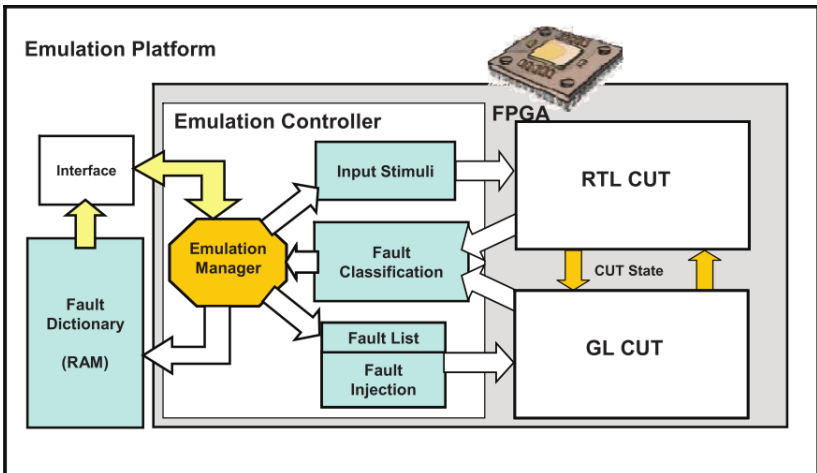 Emulation Platform
FPGA
Emulation Controller
Interface
Input Stimuli
RTL CUT
Emulation
Manager
Fault
Classification
CUT State
Fault
Dictionary
(RAM)
Fault List
Fault
Injection
GL CUT